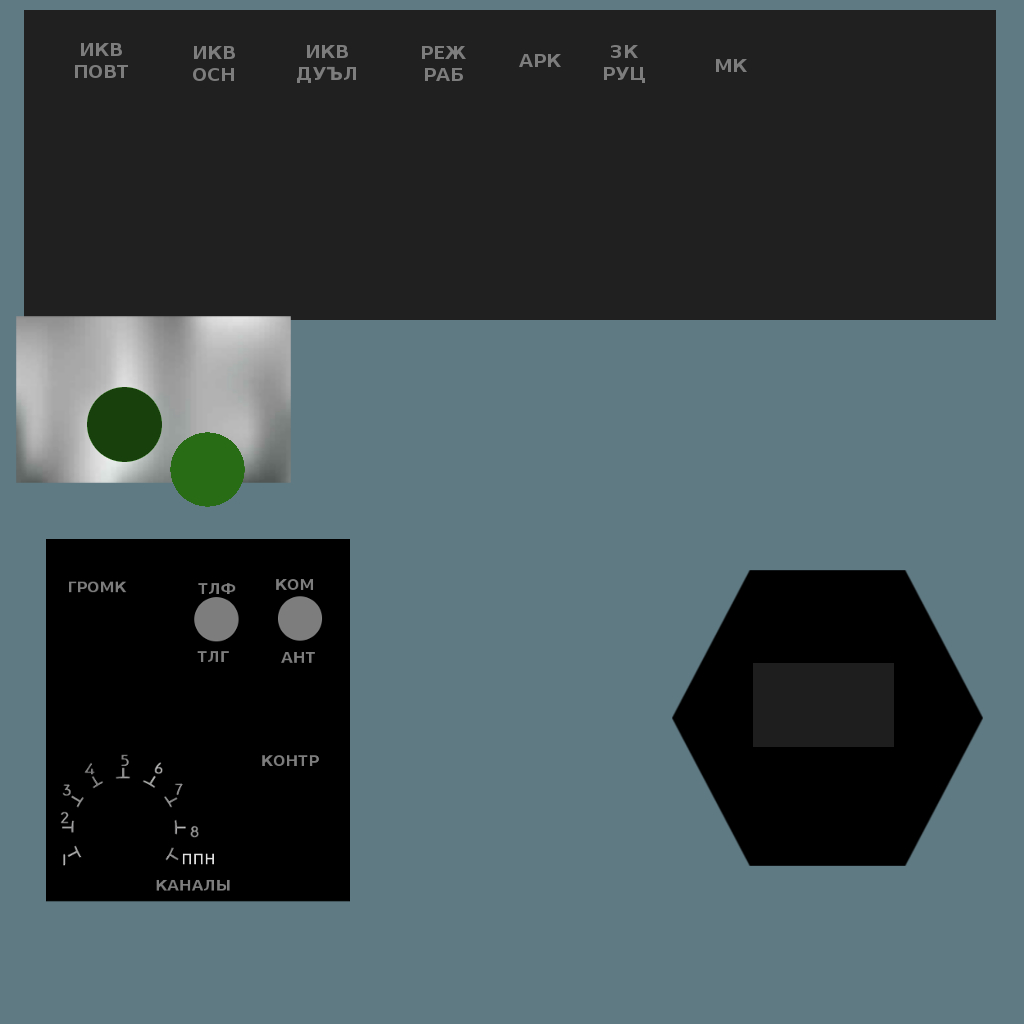 ИКВ
ПОВТ
ИКВ
ОСН
ИКВ
ДУЪЛ
РЕЖ
РАБ
АРК
ЗК
РУЦ
МК
ГРОМК
ТЛФ
КОМ
ТЛГ
АНТ
КОНТР
1
2
3
4
5
6
7
8
ППН
КАНАЛЫ